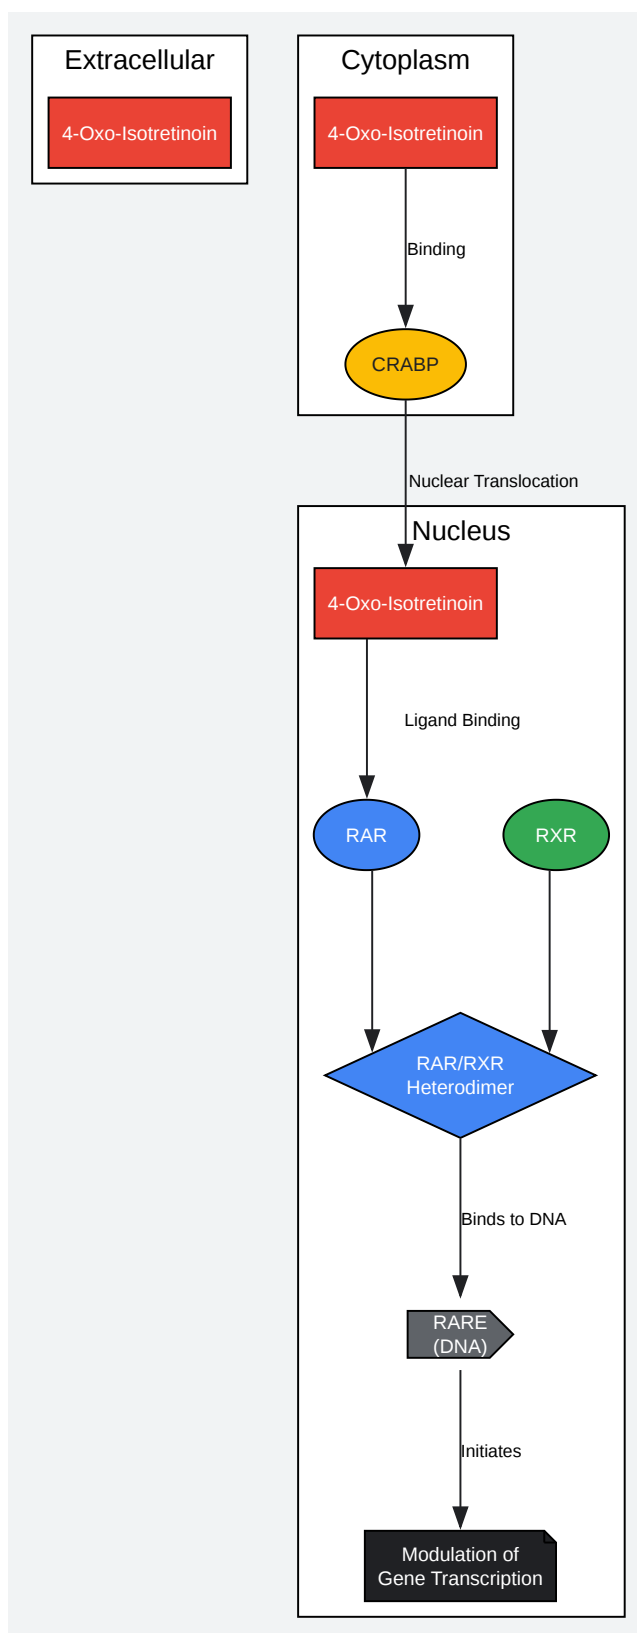 Extracellular
4-Oxo-Isotretinoin
Cytoplasm
4-Oxo-Isotretinoin
Binding
CRABP
Nuclear Translocation
Nucleus
4-Oxo-Isotretinoin
Ligand Binding
RAR
RXR
RAR/RXR
Heterodimer
Binds to DNA
RARE
(DNA)
Initiates
Modulation of
Gene Transcription